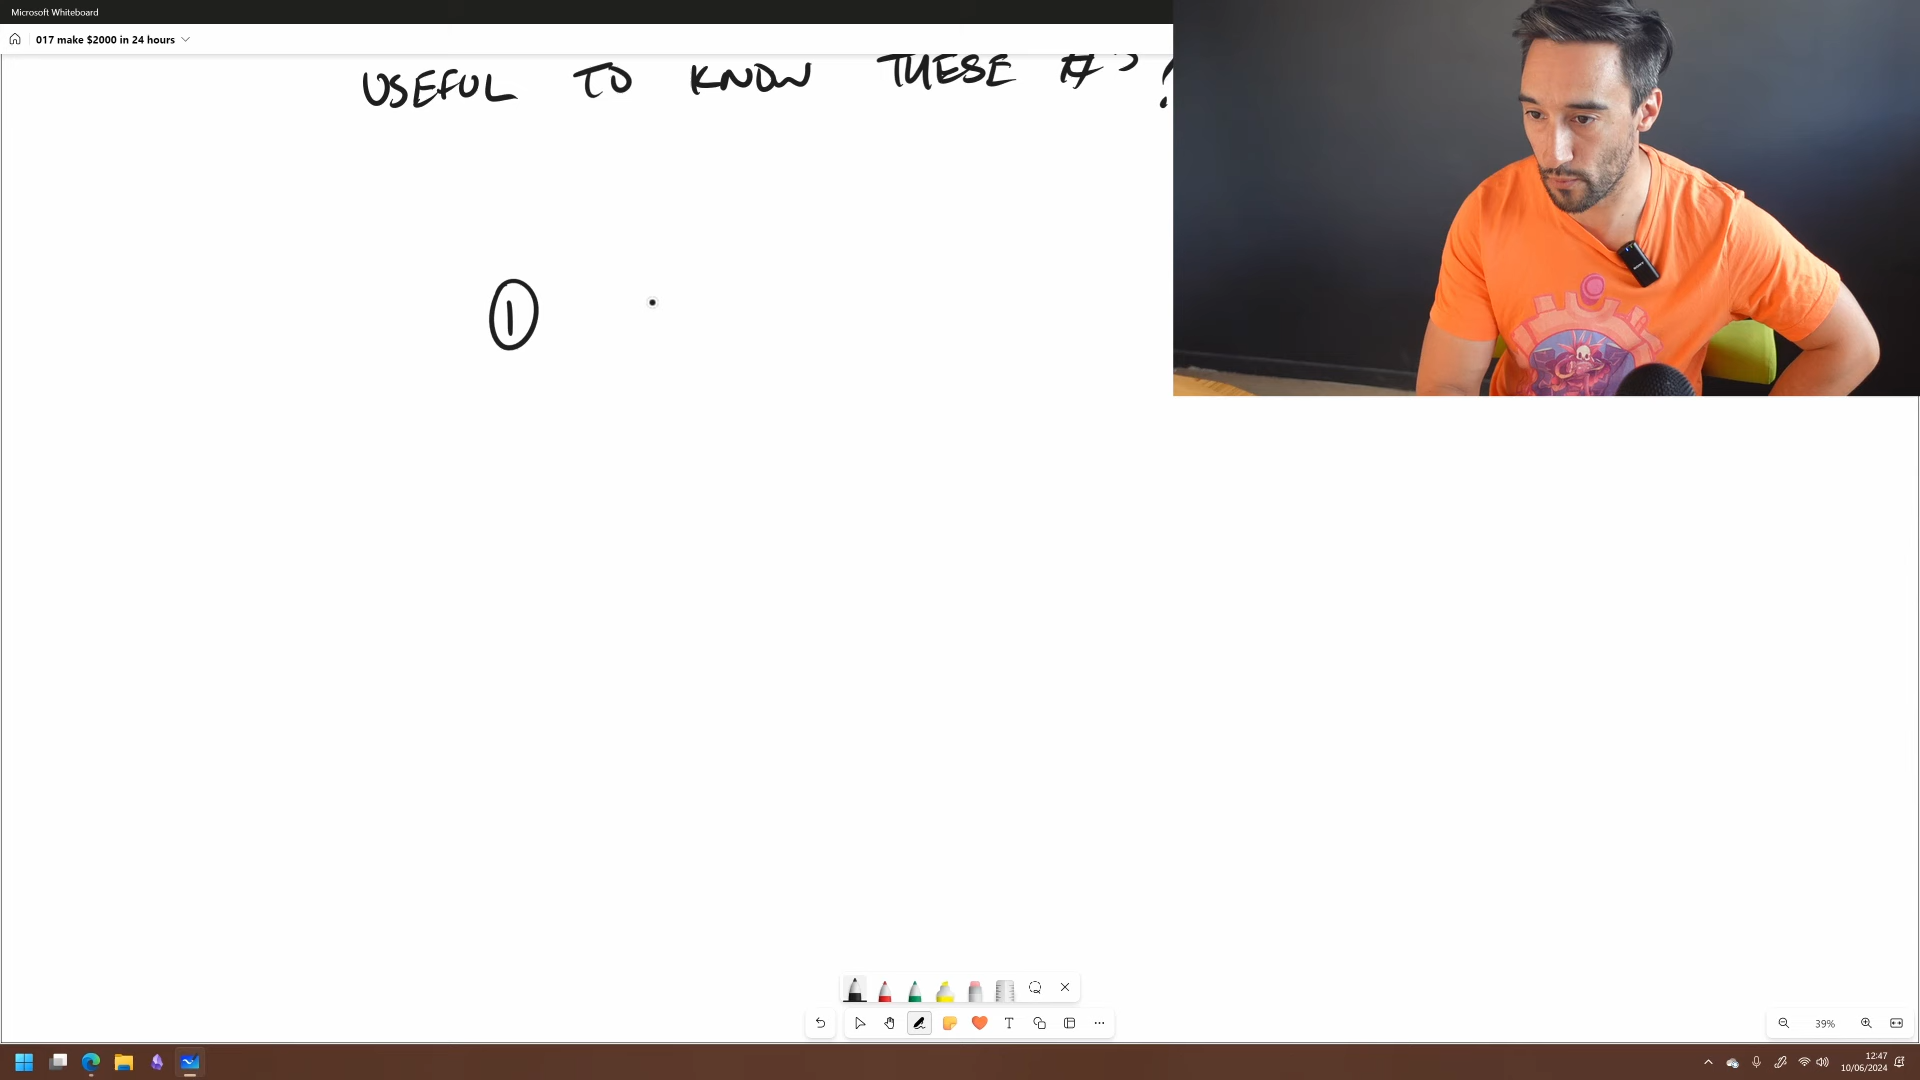 Microsoft Whiteboard
017 make $2000 in 24 hours
USEFUL TO KNOW THESE #'S?
1
39%
12:47
10/06/2024